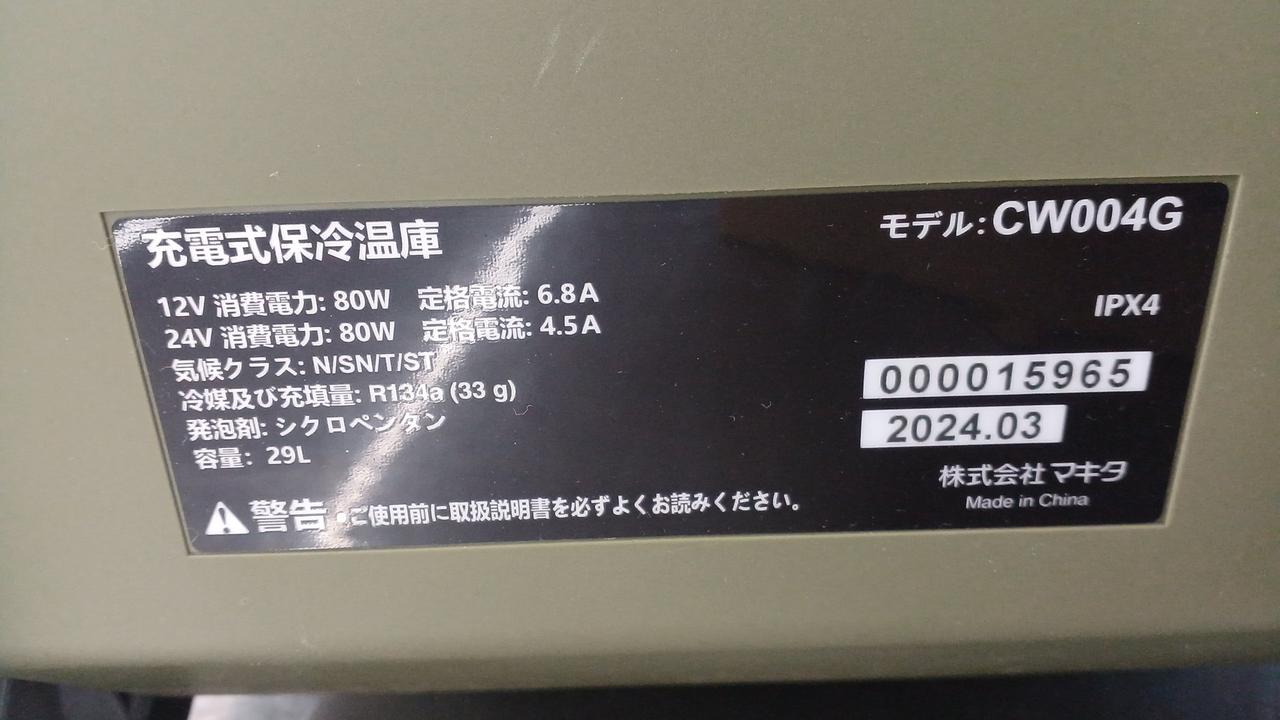 充電式保冷温庫
モデル: CW004G
12V 消費電力: 80W 定格電流: 6.8A
24V 消費電力: 80W 定格電流: 4.5A
IPX4
気候クラス: N/SN/T/ST
冷媒及び充填量: R134a (33 g)
発泡剤: シクロペンタン
容量: 29L
000015965
2024.03
株式会社マキタ
Made in China
警告 •ご使用前に取扱説明書を必ずよくお読みください。